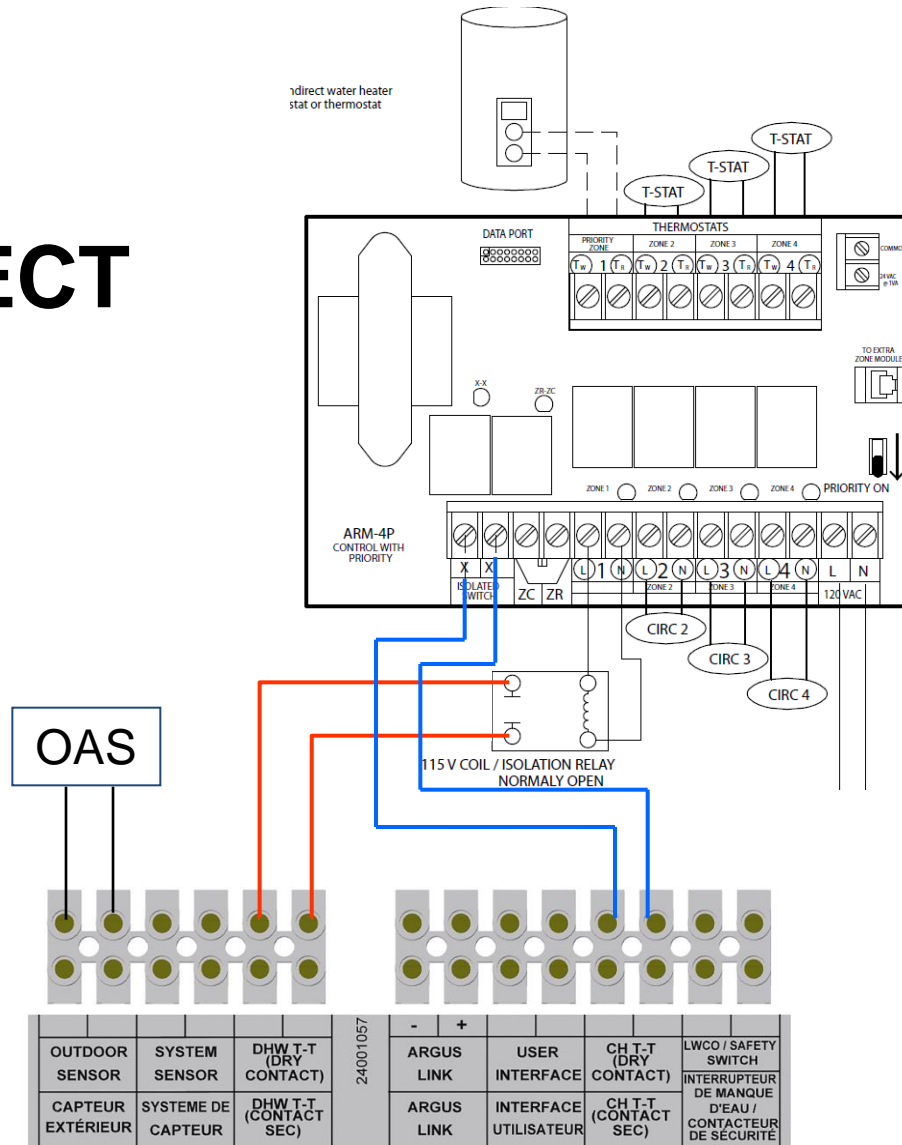 ndirect water heater
stat or thermostat
ECT
T-STAT
T-STAT
T-STAT
DATA PORT
THERMOSTATS
PRIORITY ZONE
ZONE 2
ZONE 3
ZONE 4
TW 1 TR TW 2 TR TW 3 TR TW 4 TR
COMMO
24 VAC
@ 1VA
TO EXTRA
ZONE MODULE
X-X
ZR-ZC
ZONE 1
ZONE 2
ZONE 3
ZONE 4
PRIORITY ON
ARM-4P
CONTROL WITH
PRIORITY
X X
ISOLATED
SWITCH
ZC ZR
L 1 N L 2 N L 3 N L 4 N L N
ZONE 2
ZONE 3
ZONE 4
120 VAC
CIRC 2
CIRC 3
CIRC 4
115 V COIL / ISOLATION RELAY
NORMALY OPEN
OAS
24001057
- +
OUTDOOR
SENSOR
SYSTEM
SENSOR
DHW T-T
(DRY
CONTACT)
ARGUS
LINK
USER
INTERFACE
CH T-T
(DRY
CONTACT)
LWCO / SAFETY
SWITCH
CAPTEUR
EXTÉRIEUR
SYSTEME DE
CAPTEUR
DHW T-T
(CONTACT
SEC)
ARGUS
LINK
INTERFACE
UTILISATEUR
CH T-T
(CONTACT
SEC)
INTERRUPTEUR
DE MANQUE
D'EAU /
CONTACTEUR
DE SÉCURITÉ